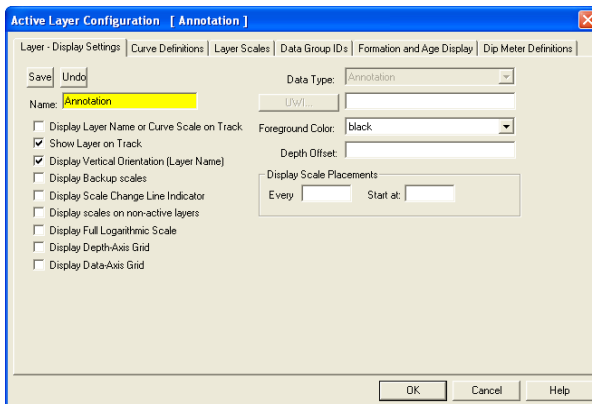 Active Layer Configuration [ Annotation ]
Layer - Display Settings Curve Definitions Layer Scales Data Group IDs Formation and Age Display Dip Meter Definitions
Save Undo
Data Type: Annotation
Name: Annotation
UWI...
Display Layer Name or Curve Scale on Track
Foreground Color: black
Show Layer on Track
Depth Offset:
Display Vertical Orientation (Layer Name)
Display Backup scales
Display Scale Placements
Display Scale Change Line Indicator
Every Start at:
Display scales on non-active layers
Display Full Logarithmic Scale
Display Depth-Axis Grid
Display Data-Axis Grid
OK Cancel Help